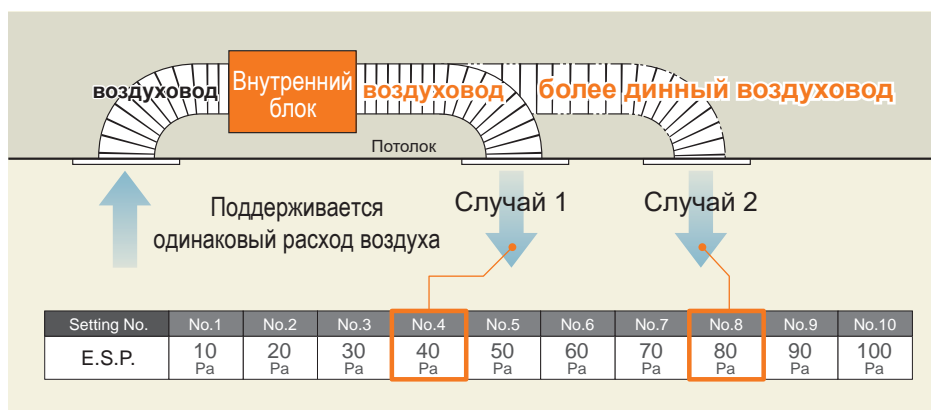 воздуховод
Внутренний
блок
воздуховод
более динный воздуховод
Потолок
Поддерживается
одинаковый расход воздуха
Случай 1
Случай 2
Setting No. No.1 No.2 No.3 No.4 No.5 No.6 No.7 No.8 No.9 No.10
E.S.P. 10 20 30 40 50 60 70 80 90 100
Pa Pa Pa Pa Pa Pa Pa Pa Pa Pa